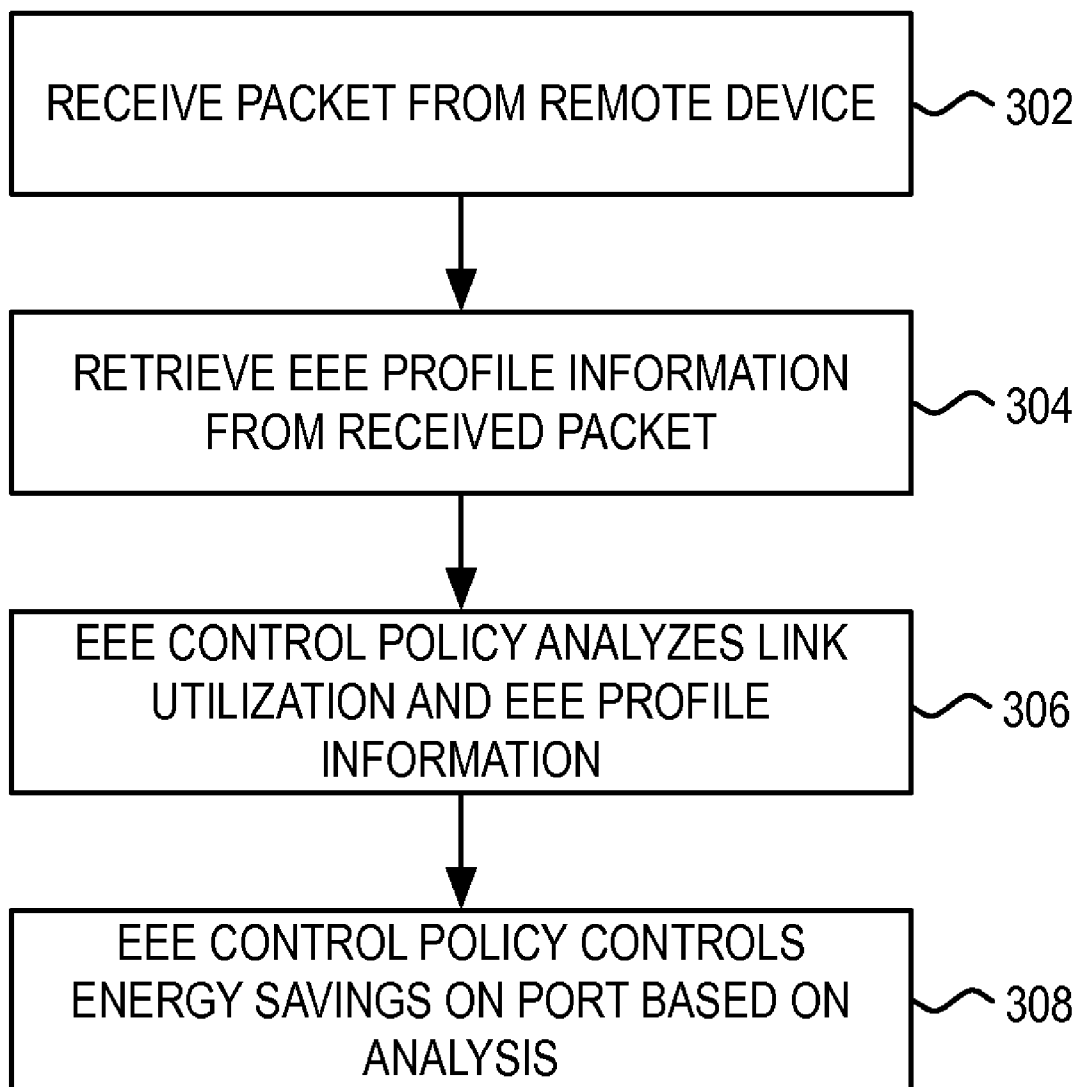 RECEIVE PACKET FROM REMOTE DEVICE
302
RETRIEVE EEE PROFILE INFORMATION
FROM RECEIVED PACKET
304
EEE CONTROL POLICY ANALYZES LINK
UTILIZATION AND EEE PROFILE
INFORMATION
306
EEE CONTROL POLICY CONTROLS
ENERGY SAVINGS ON PORT BASED ON
ANALYSIS
308